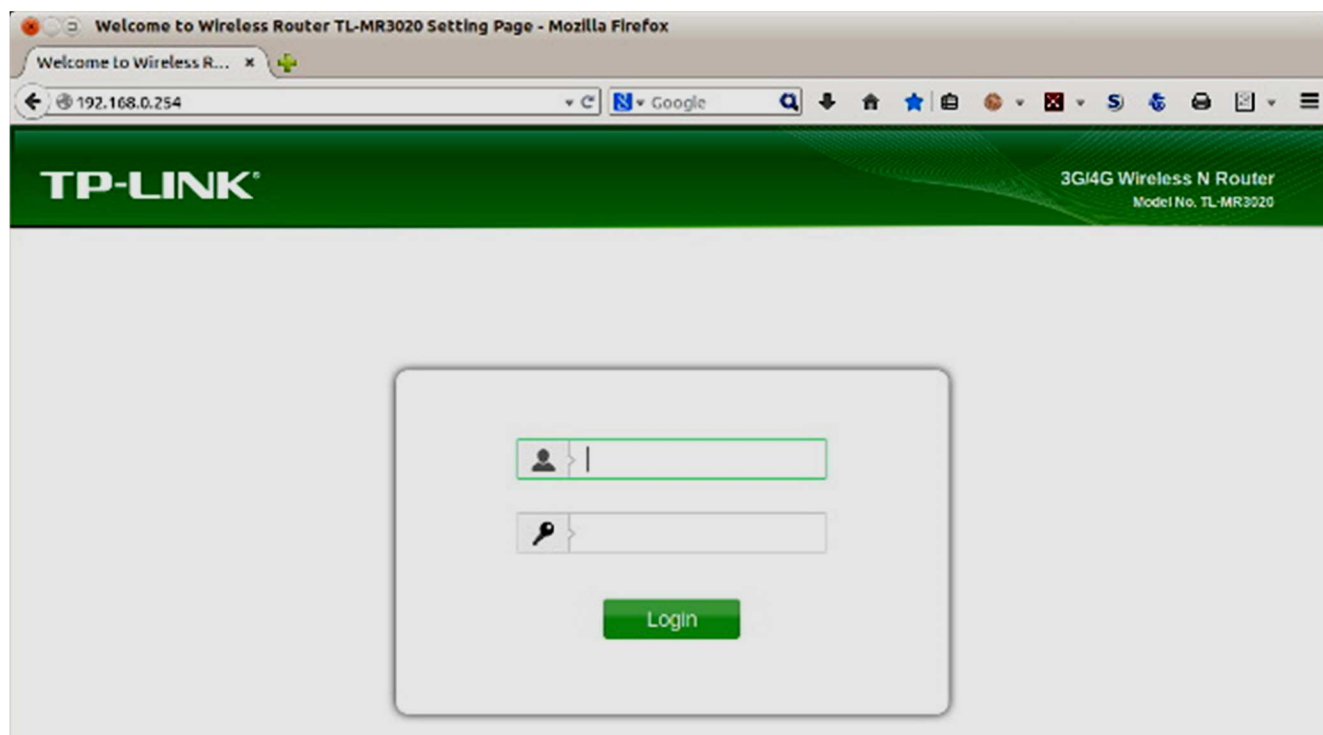 Welcome to Wireless Router TL-MR3020 Setting Page - Mozilla Firefox
Welcome to Wireless R...
192.168.0.254
Google
TP-LINK®
3G/4G Wireless N Router
Model No. TL-MR3020
Login